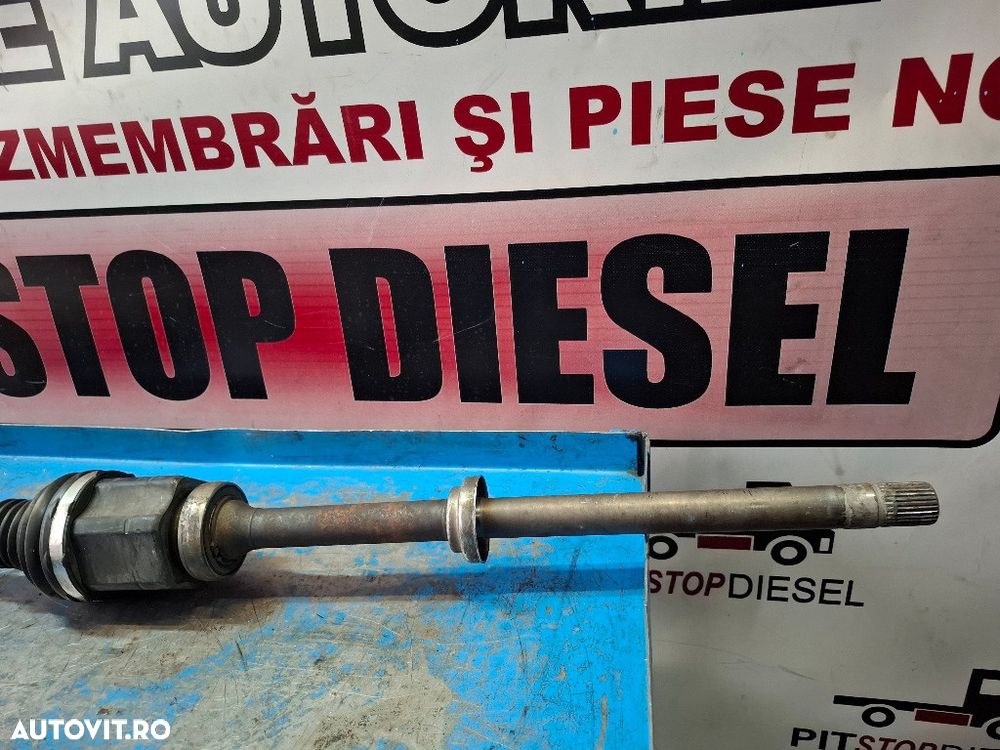 ZMEMBRĂRI ŞI PIESE
STOP DIESEL
STOPDIESEL
AUTOVIT.RO